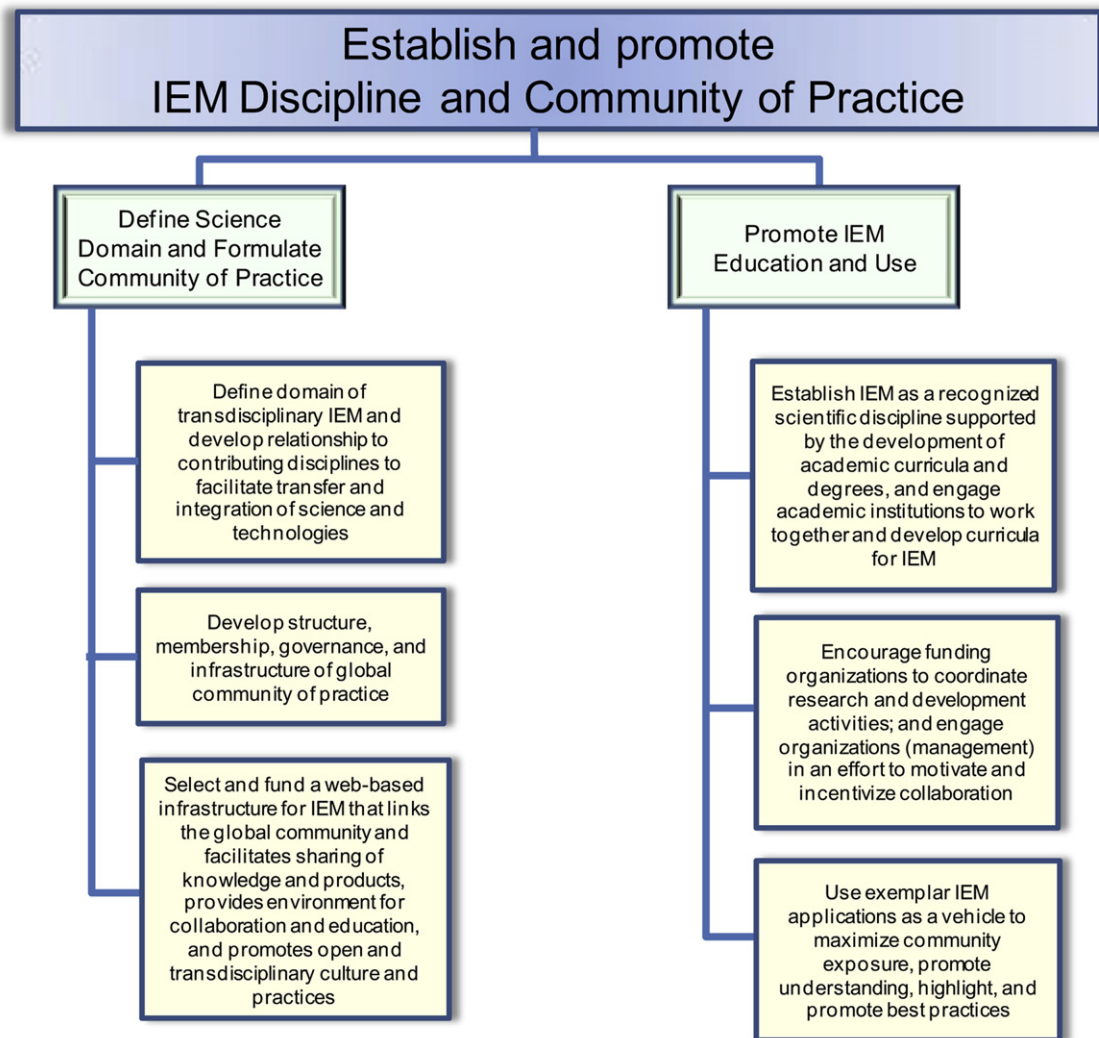 Establish and promote
IEM Discipline and Community of Practice
Define Science
Domain and Formulate
Community of Practice
Define domain of
transdisciplinary IEM and
develop relationship to
contributing disciplines to
facilitate transfer and
integration of science and
technologies
Develop structure,
membership, governance, and
infrastructure of global
community of practice
Select and fund a web-based
infrastructure for IEM that links
the global community and
facilitates sharing of
knowledge and products,
provides environment for
collaboration and education,
and promotes open and
transdisciplinary culture and
practices
Promote IEM
Education and Use
Establish IEM as a recognized
scientific discipline supported
by the development of
academic curricula and
degrees, and engage
academic institutions to work
together and develop curricula
for IEM
Encourage funding
organizations to coordinate
research and development
activities; and engage
organizations (management)
in an effort to motivate and
incentivize collaboration
Use exemplar IEM
applications as a vehicle to
maximize community
exposure, promote
understanding, highlight, and
promote best practices